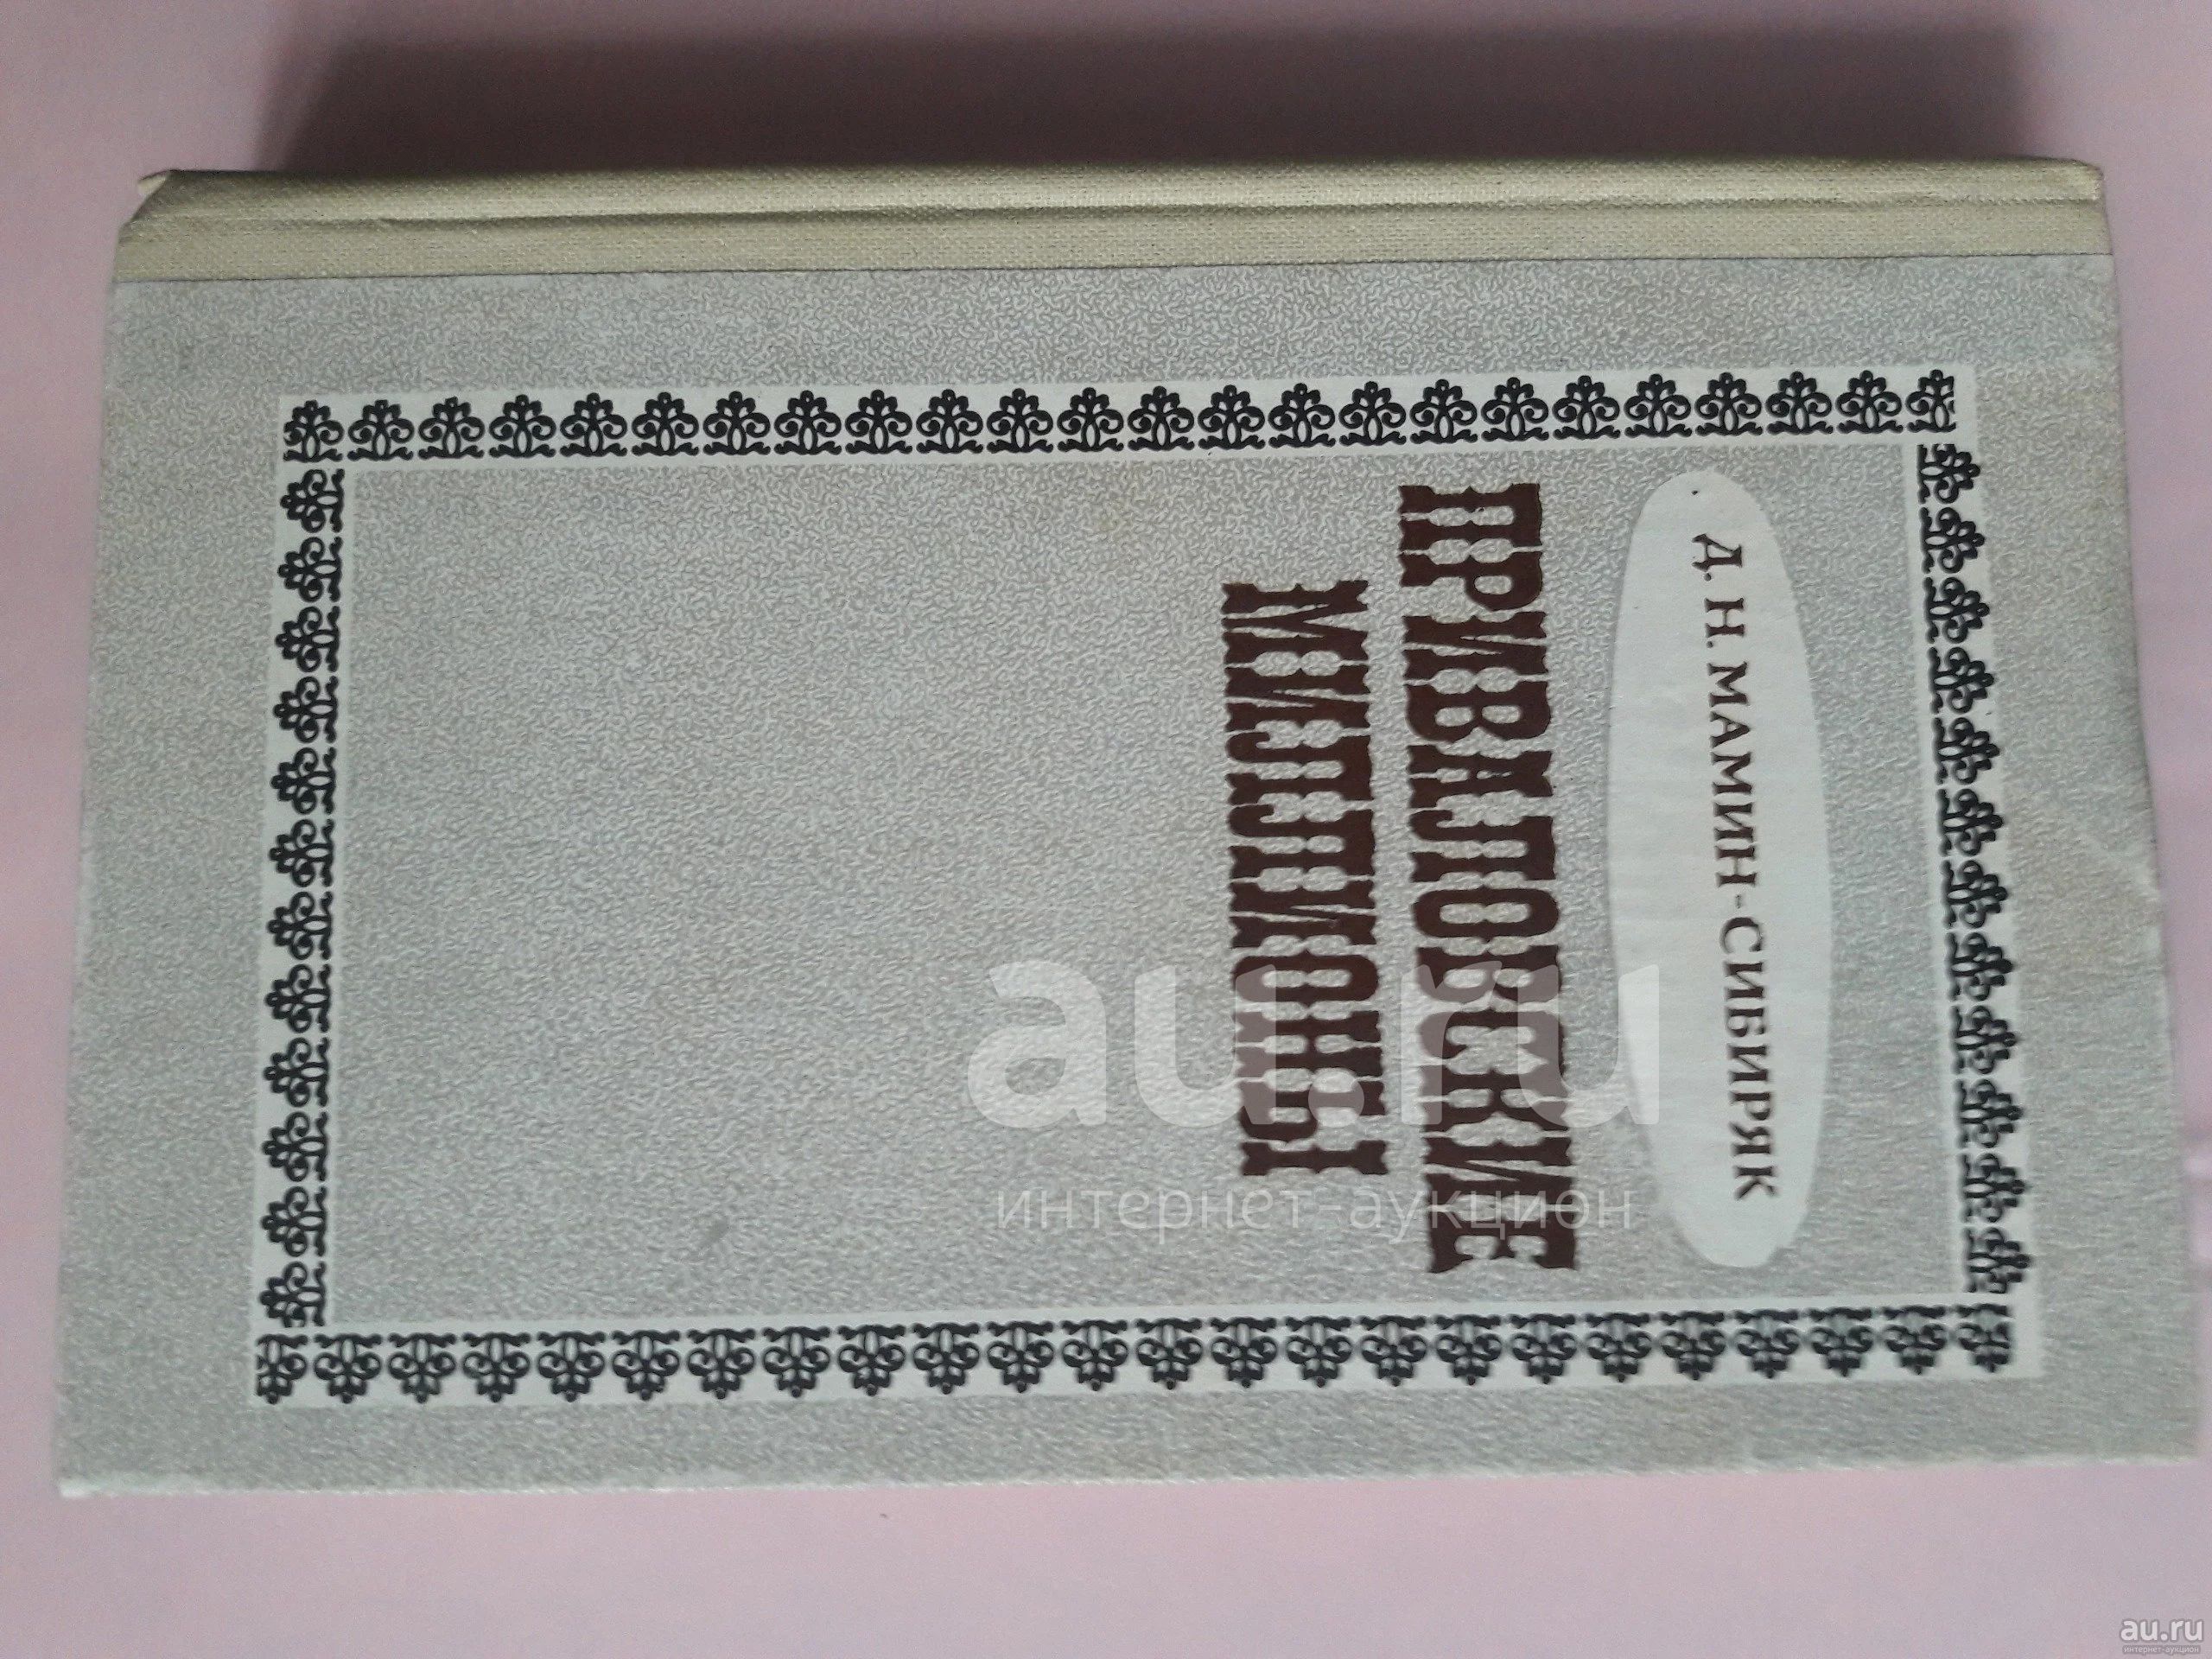 Д. Н. МАМИН-СИБИРЯК
ПРИВАЛОВСКИЕ
МИЛЛИОНЫ
au.ru
интернет-аукцион
au.ru
интернет-аукцион